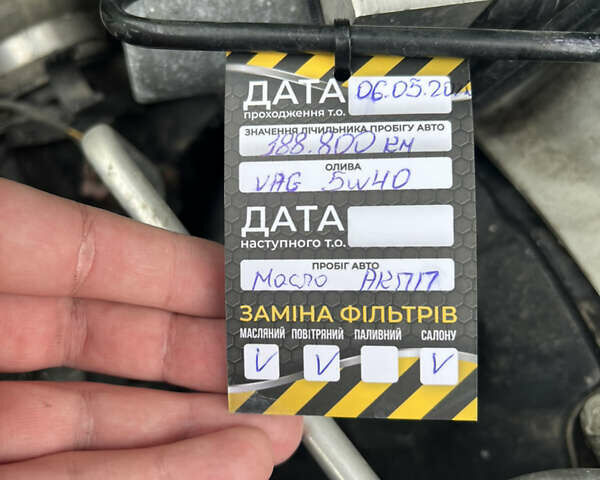 ДАТА 06.05.20
проходження т.о.
ЗНАЧЕННЯ ЛІЧИЛЬНИКА ПРОБІГУ АВТО
188.800 км
ОЛИВА
VAG 5W40
ДАТА
наступного т.о.
ПРОБІГ АВТО
Масло АКПП
ЗАМІНА ФІЛЬТРІВ
МАСЛЯНИЙ ПОВІТРЯНИЙ ПАЛИВНИЙ САЛОНУ
V V V